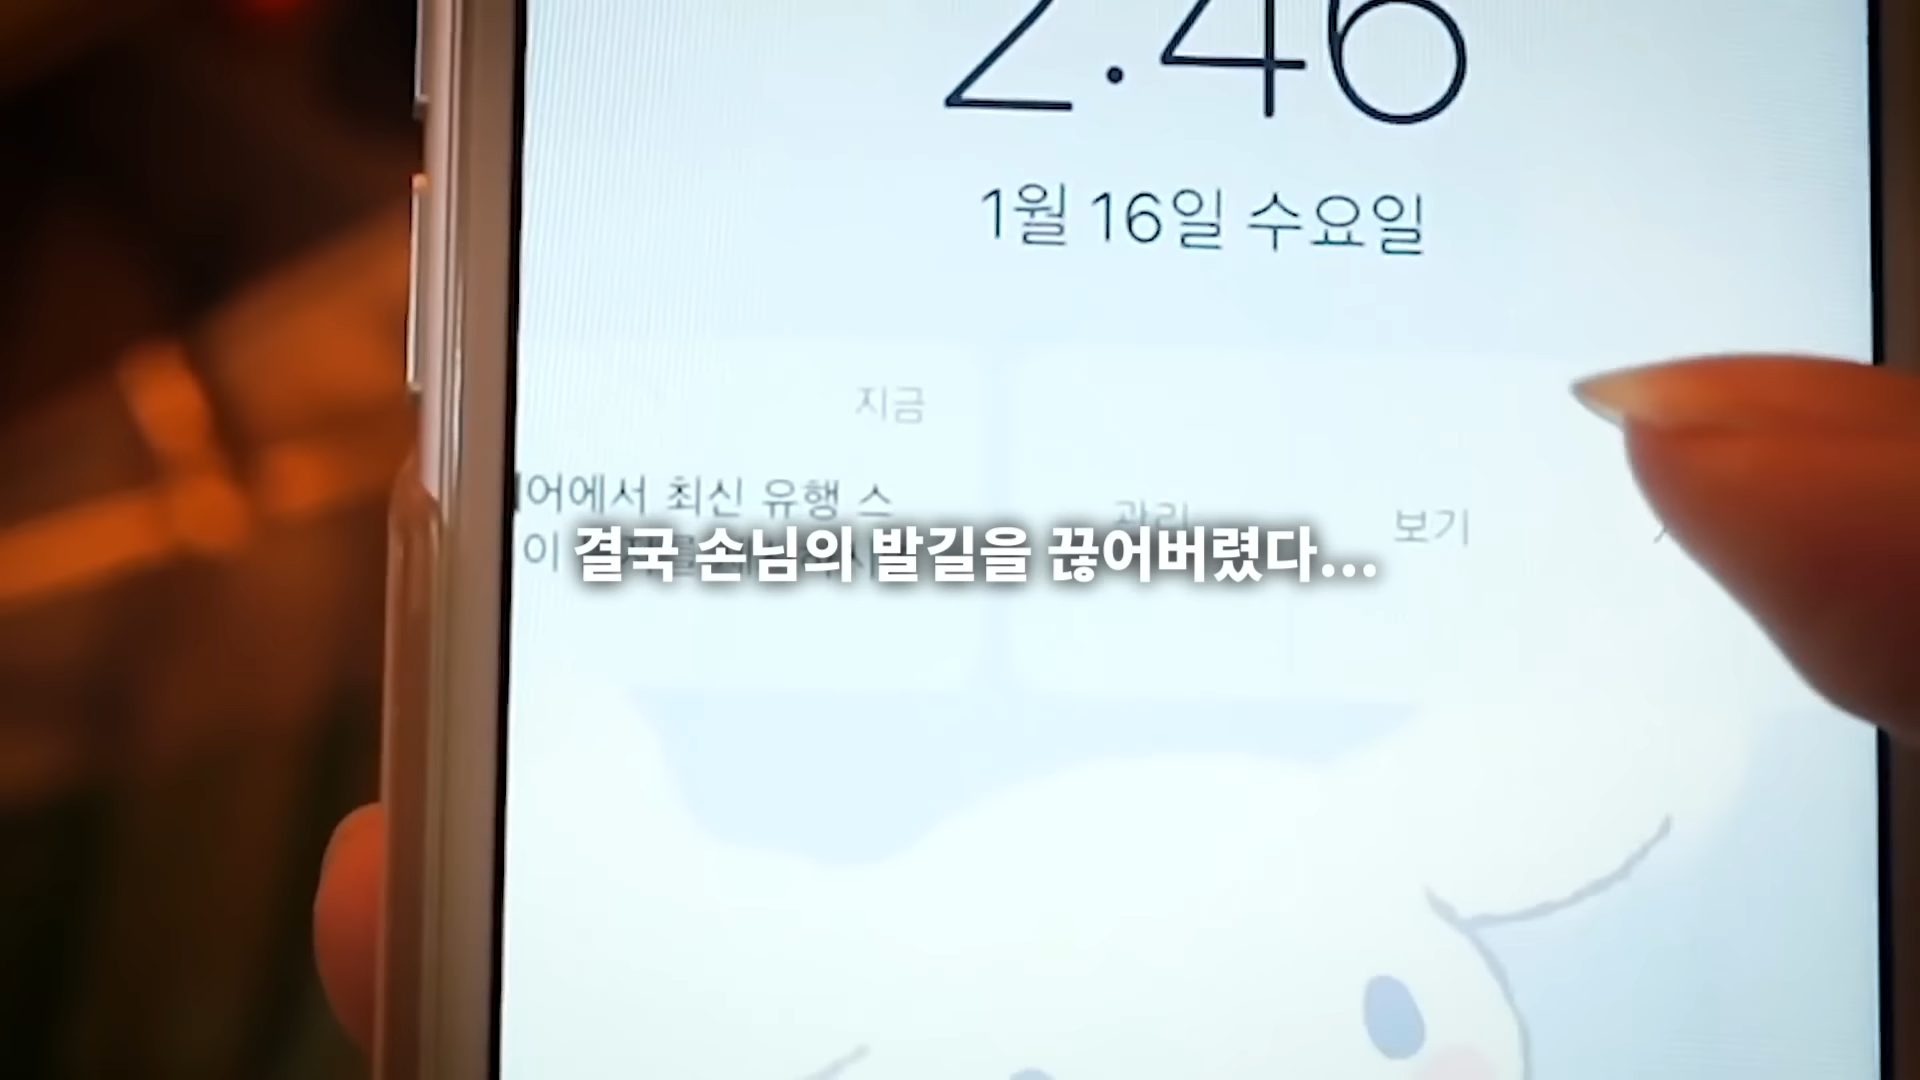 2:46
1월 16일 수요일
지금
어에서 최신 유행 스
관리
보기
이
결국 손님의 발길을 끊어버렸다...